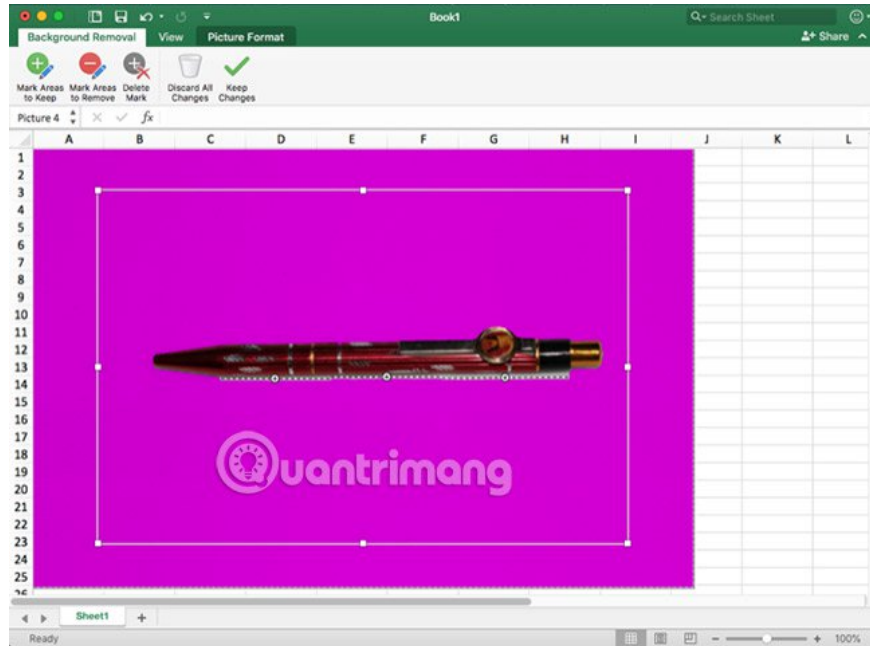 Book1
Search Sheet
Background Removal View Picture Format
Share
Mark Areas to Keep
Mark Areas to Remove
Delete Mark
Discard All Changes
Keep Changes
Picture 4 fx
A B C D E F G H I J K L
1
2
3
4
5
6
7
8
9
10
11
12
13
14
15
16
17
18
19
20
21
22
23
24
25
26
Quantrimang
Sheet1 +
Ready 100%